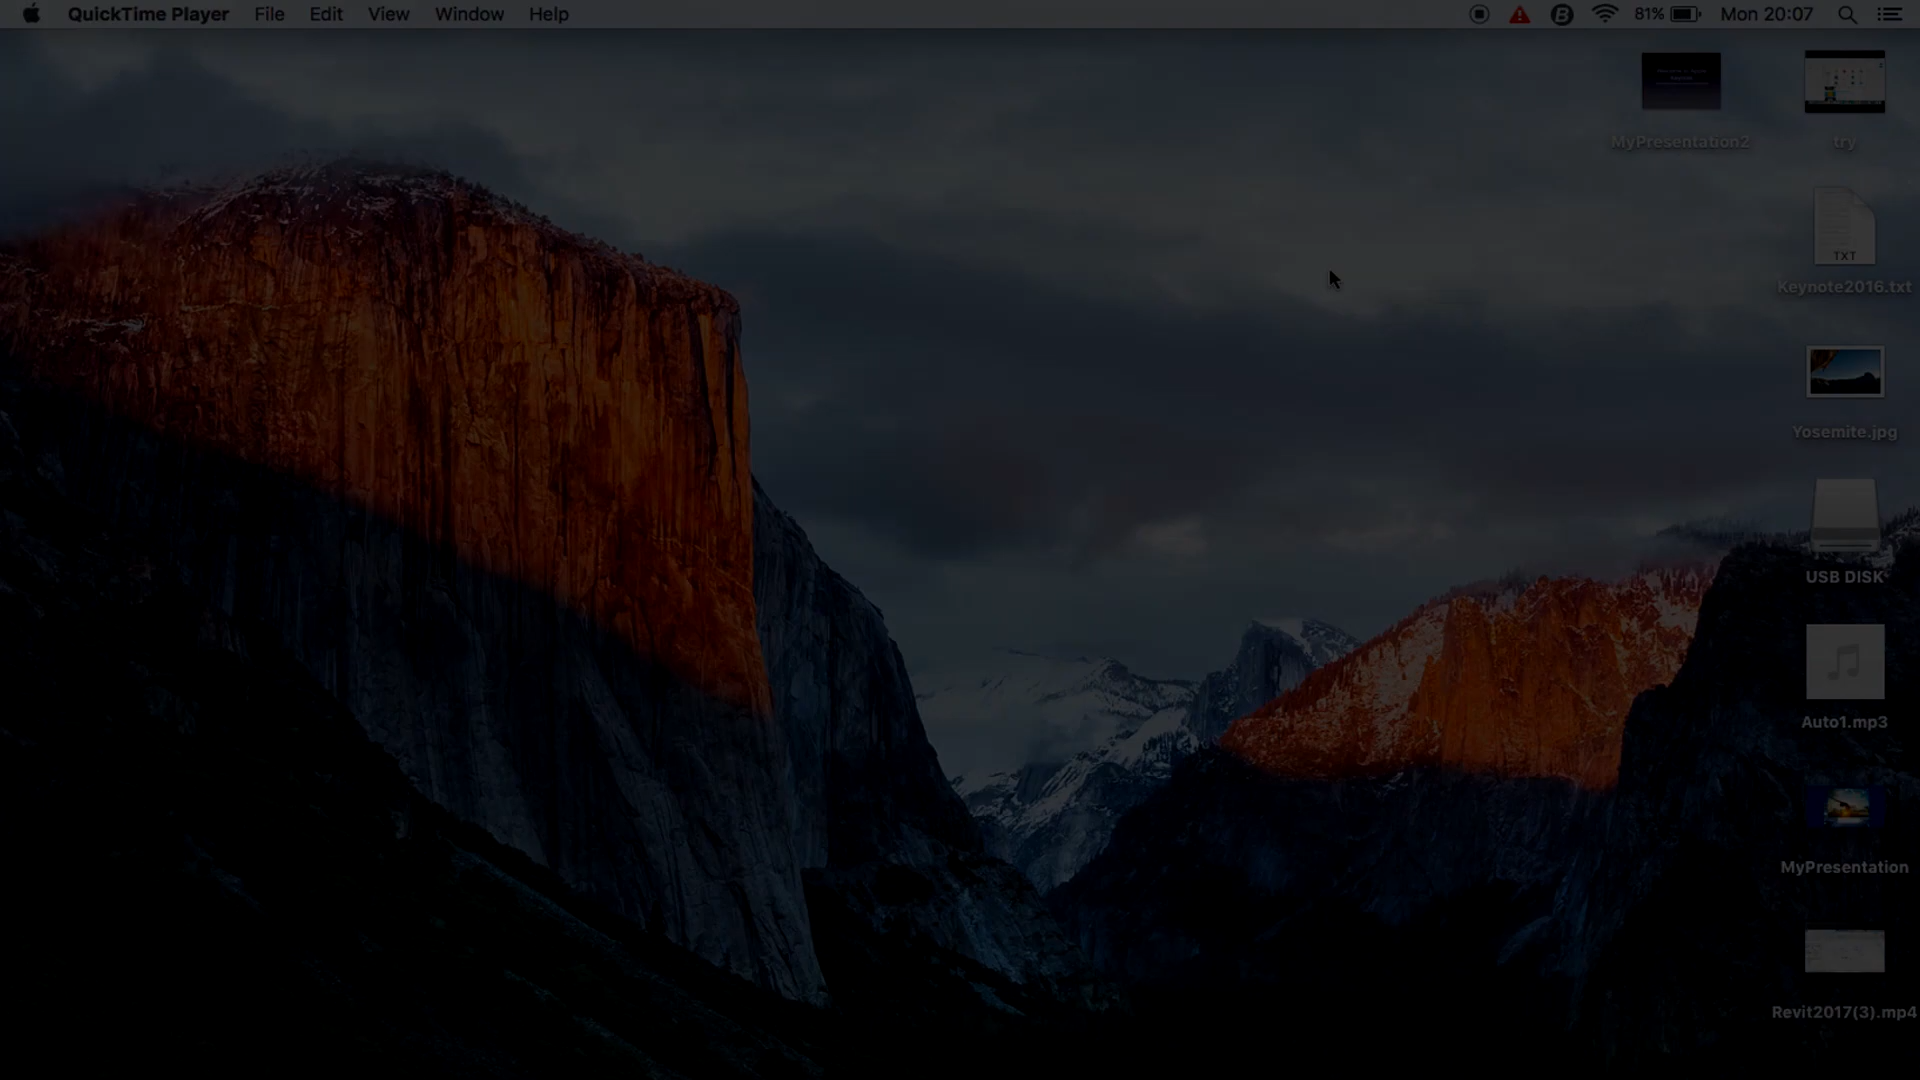 QuickTime Player File Edit View Window Help 81% Mon 20:07
MyPresentation2 try
TXT
Keynote2016.txt
Yosemite.jpg
USB DISK
Auto1.mp3
MyPresentation
Revit2017(3).mp4